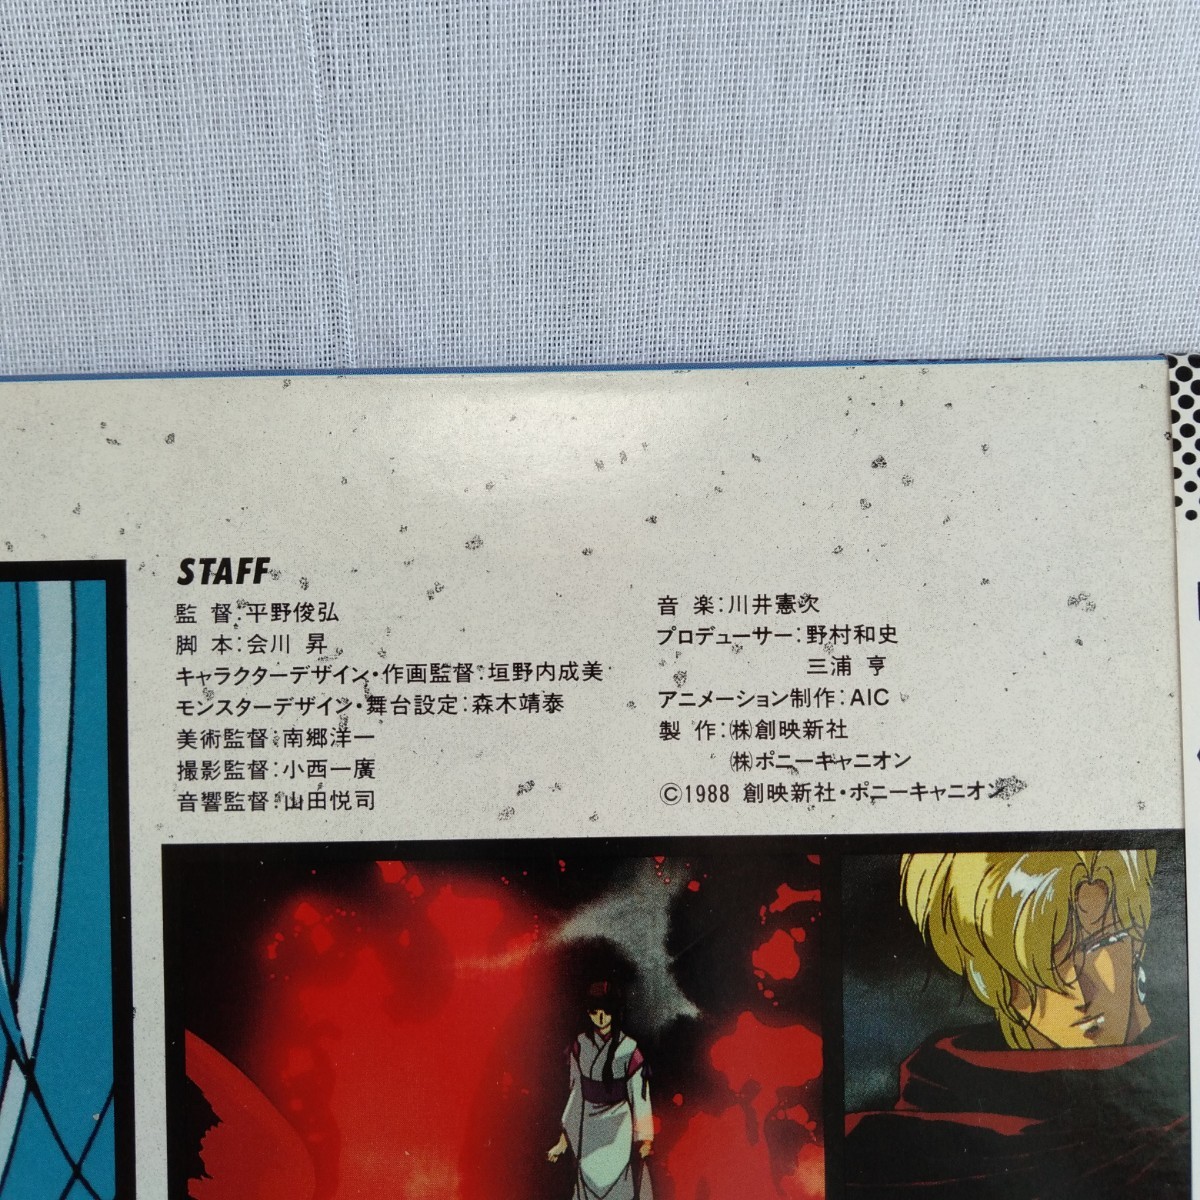 STAFF
監 督:平野俊弘
脚 本:会川 昇
キャラクターデザイン・作画監督:垣野内成美
モンスターデザイン・舞台設定:森木靖泰
美術監督:南郷洋一
撮影監督:小西一廣
音響監督:山田悦司
音 楽:川井憲次
プロデューサー:野村和史
三浦 亨
アニメーション制作:AIC
製 作:㈱創映新社
㈱ポニーキャニオン
©1988 創映新社・ポニーキャニオン